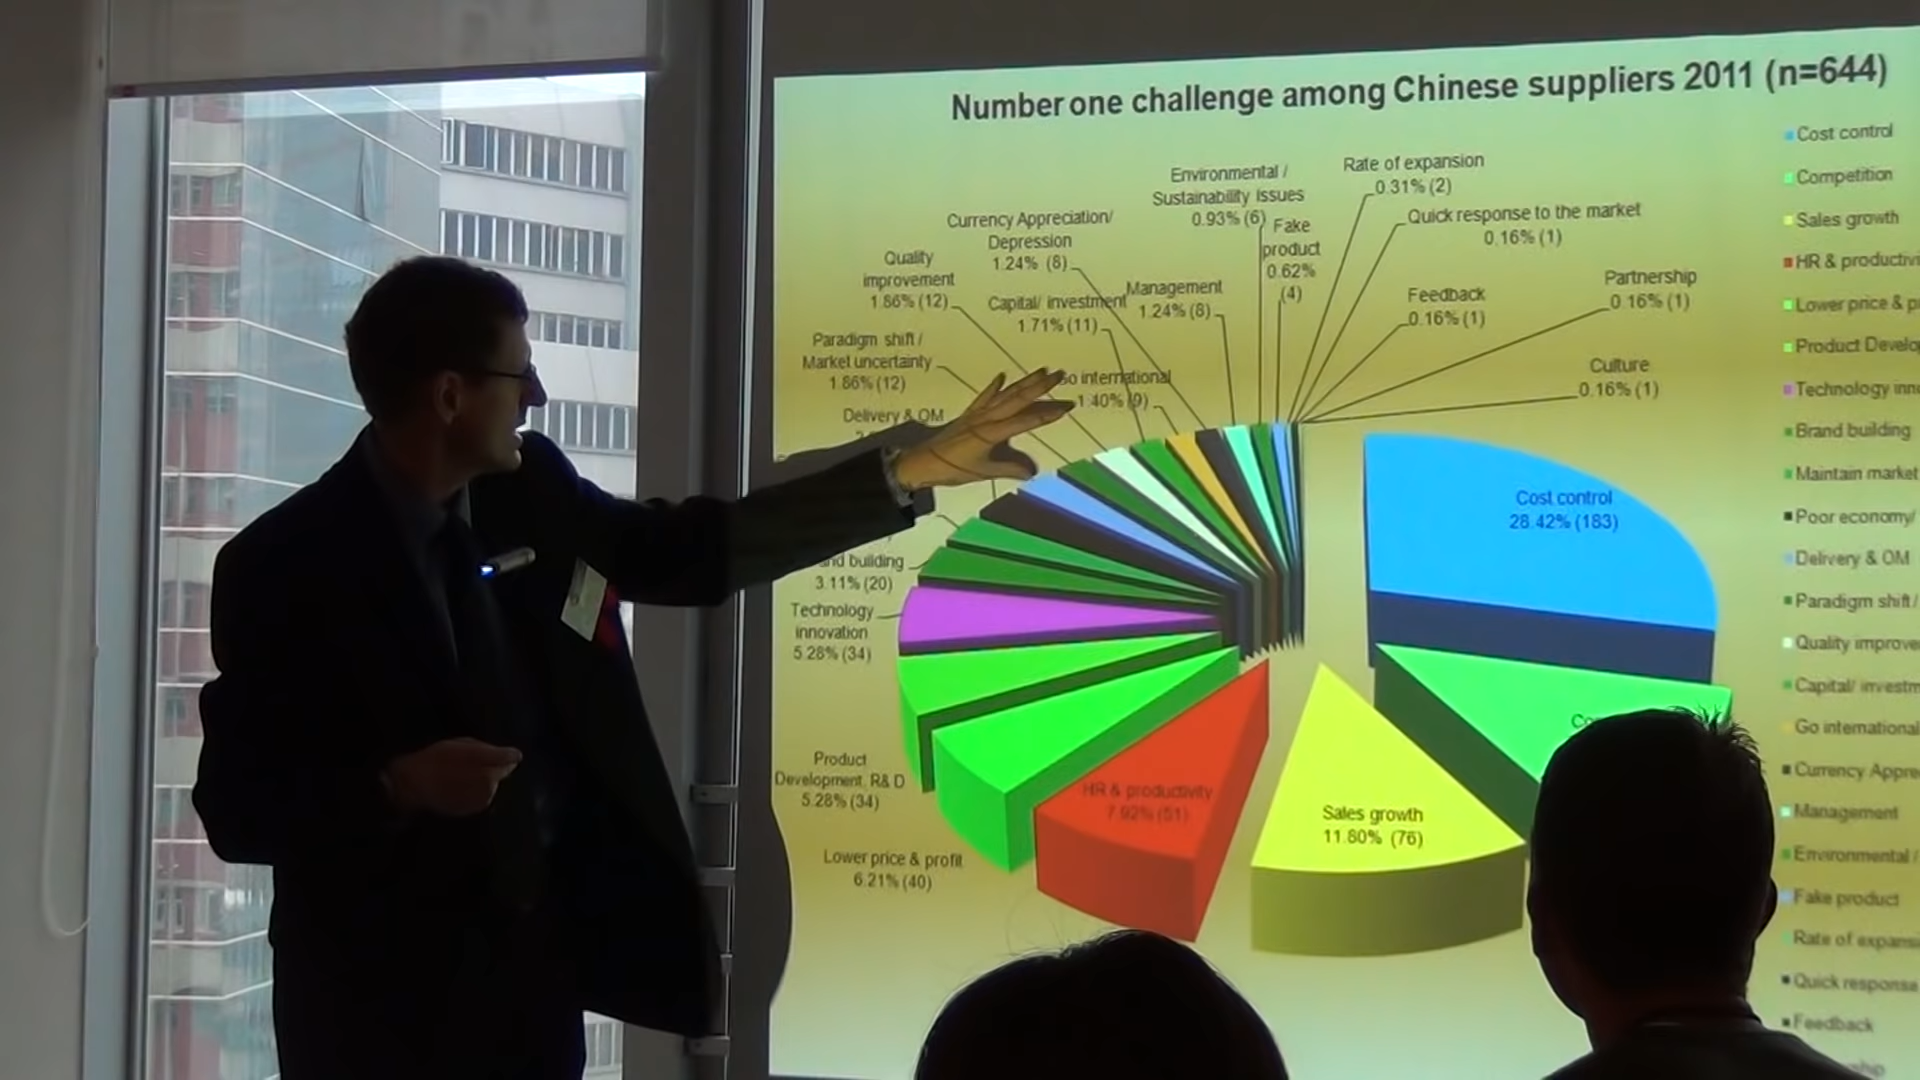 Number one challenge among Chinese suppliers 2011 (n=644)
Environmental /
Sustainability Issues
0.93% (6)
Rate of expansion
0.31% (2)
Quick response to the market
0.16% (1)
Fake
product
0.62%
(4)
Currency Appreciation/
Depression
1.24% (8)
Quality
improvement
1.86% (12)
Capital/ investment
1.71% (11)
Management
1.24% (8)
Feedback
0.16% (1)
Partnership
0.16% (1)
Paradigm shift /
Market uncertainty
1.86% (12)
Go international
1.40% (9)
Culture
0.16% (1)
Delivery & OM
Cost control
28.42% (183)
building
3.11% (20)
Technology
innovation
5.28% (34)
Product
Development, R& D
5.28% (34)
HR & productivity
7.92% (51)
Sales growth
11.80% (76)
Lower price & profit
6.21% (40)
Cost control
Competition
Sales growth
HR & productivi
Lower price & p
Product Develo
Technology inn
Brand building
Maintain market
Poor economy/
Delivery & OM
Paradigm shift /
Quality improve
Capital/ investm
Go international
Currency Appre
Management
Environmental /
Fake product
Rate of expansi
Quick response
Feedback